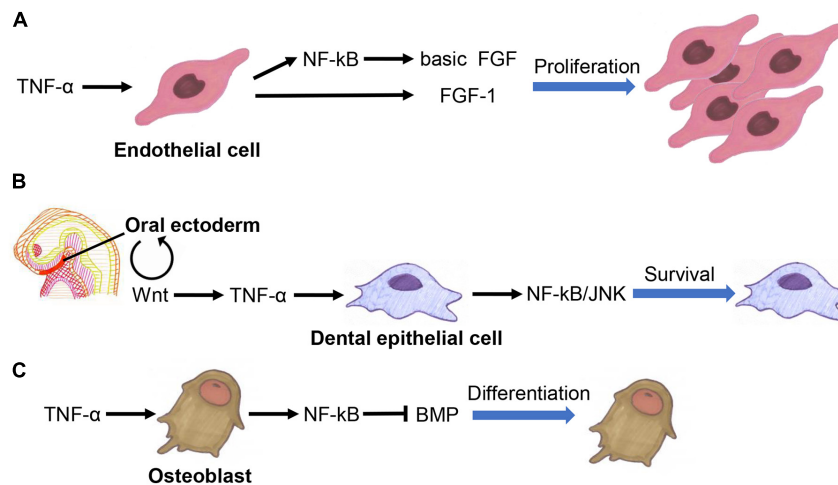 A
TNF-α
NF-kB
basic FGF
FGF-1
Proliferation
Endothelial cell
B
Oral ectoderm
Wnt
TNF-α
NF-kB/JNK
Survival
Dental epithelial cell
C
TNF-α
NF-kB
BMP
Differentiation
Osteoblast